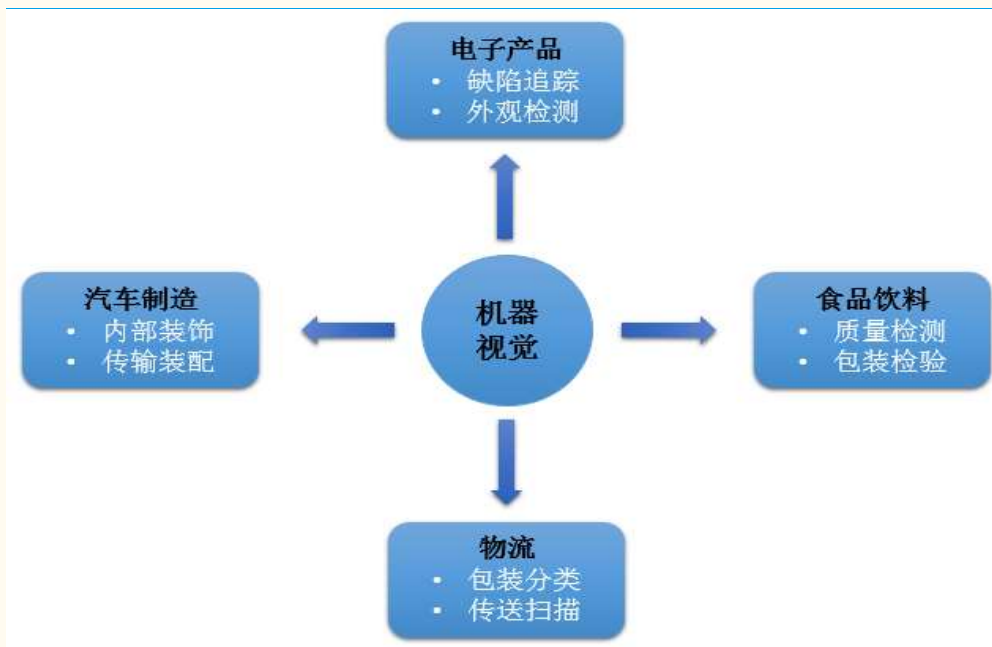 电子产品
• 缺陷追踪
• 外观检测
汽车制造
• 内部装饰
• 传输装配
机器
视觉
食品饮料
• 质量检测
• 包装检验
物流
• 包装分类
• 传送扫描